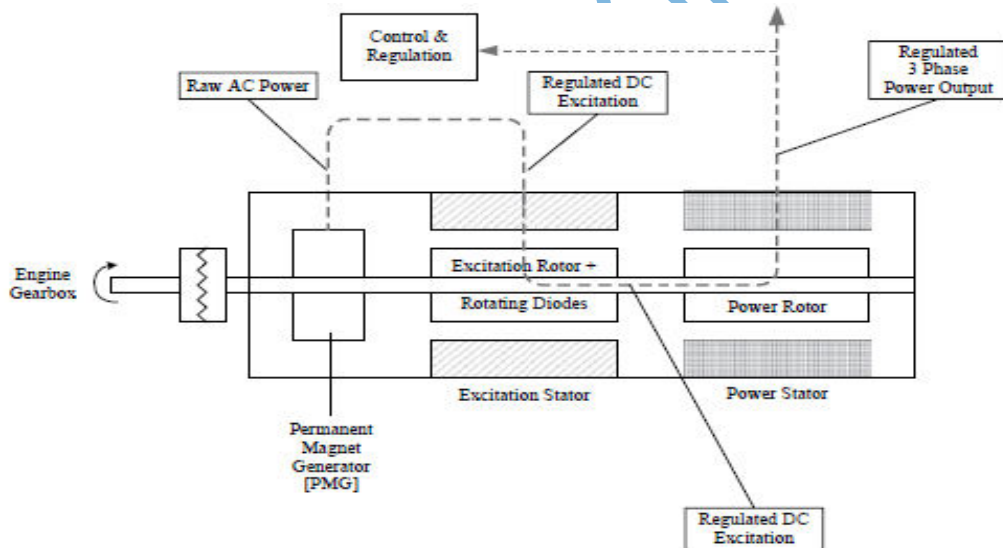 Control &
Regulation
Regulated
3 Phase
Power Output
Raw AC Power
Regulated DC
Excitation
Engine
Gearbox
Excitation Rotor +
Rotating Diodes
Power Rotor
Excitation Stator
Power Stator
Permanent
Magnet
Generator
[PMG]
Regulated DC
Excitation